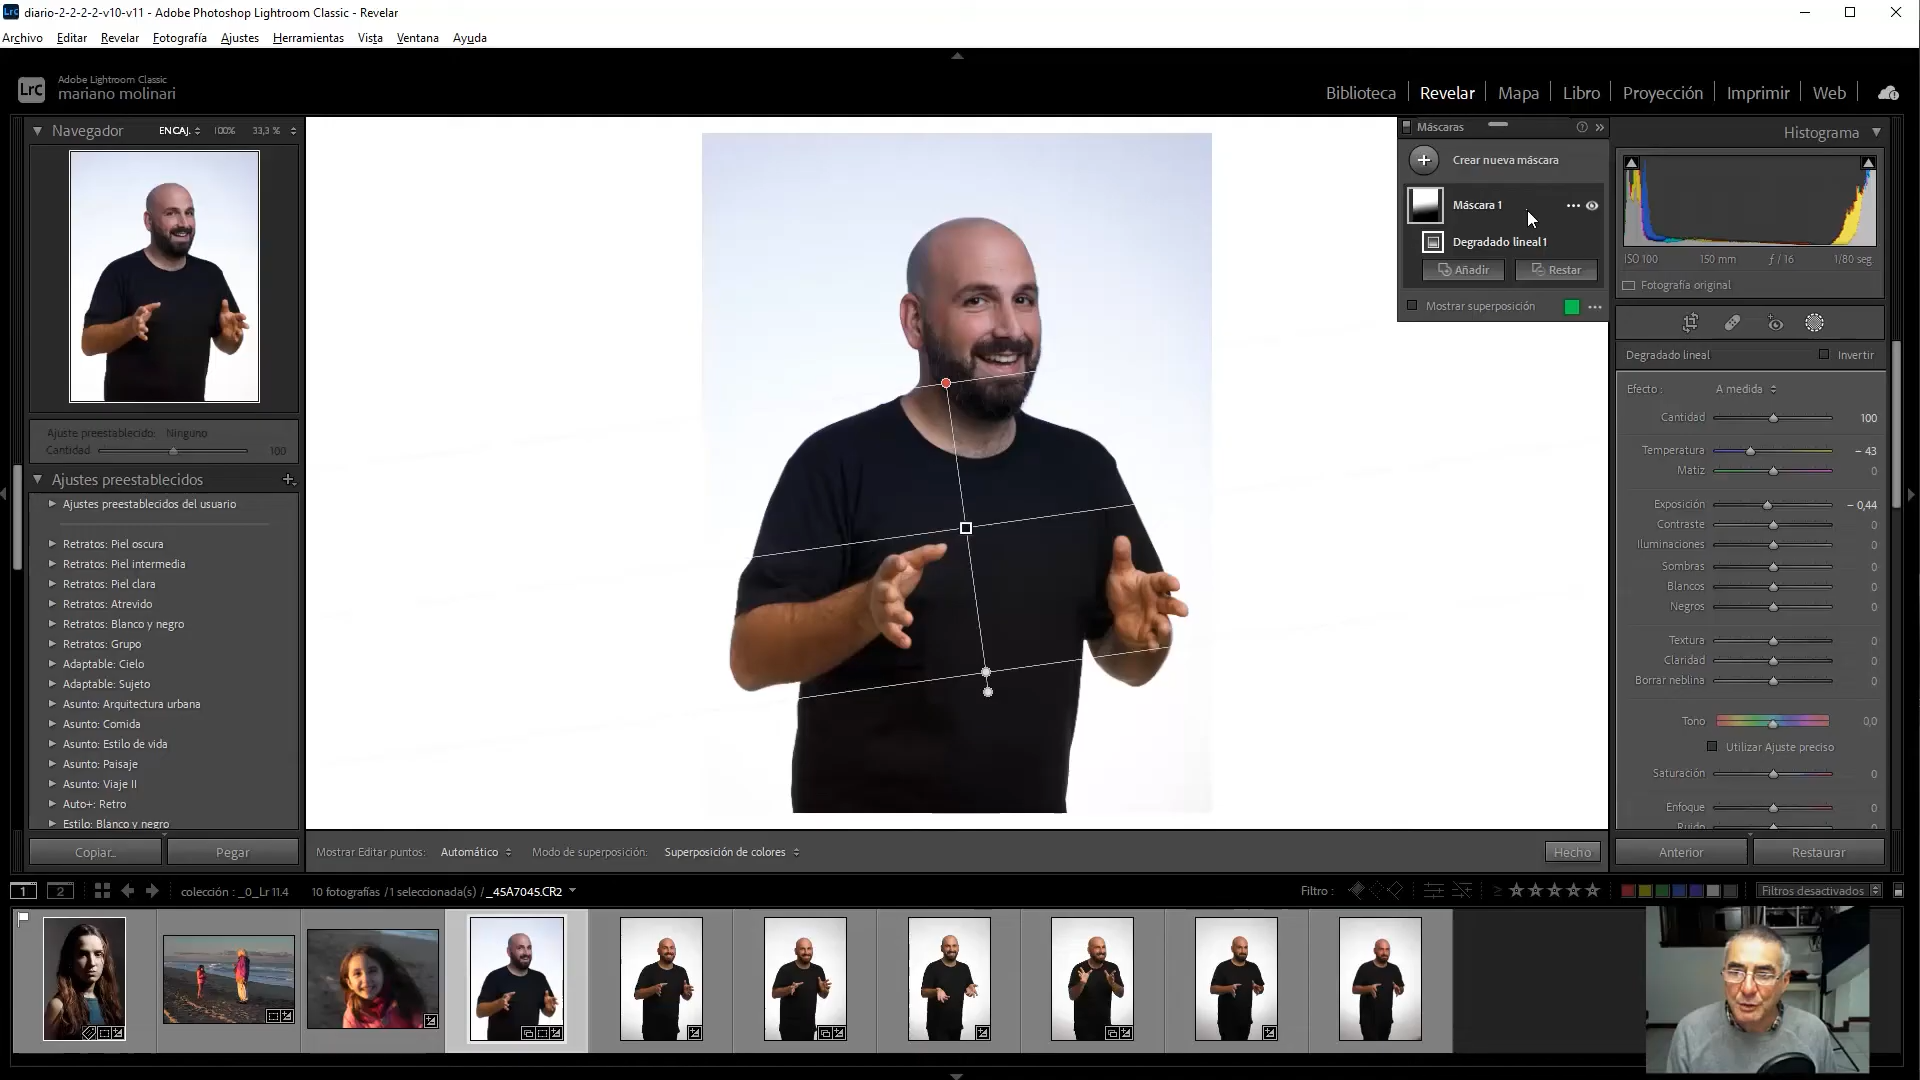 diario-2-2-2-2-v10-v11 - Adobe Photoshop Lightroom Classic - Revelar
Archivo Editar Revelar Fotografía Ajustes Herramientas Vista Ventana Ayuda
LrC
Adobe Lightroom Classic
mariano molinari
Biblioteca Revelar Mapa Libro Proyección Imprimir Web
Navegador ENCAJ. 100% 33,3 %
Ajuste preestablecido: Ninguno
Cantidad 100
Ajustes preestablecidos
Ajustes preestablecidos del usuario
Retratos: Piel oscura
Retratos: Piel intermedia
Retratos: Piel clara
Retratos: Atrevido
Retratos: Blanco y negro
Retratos: Grupo
Adaptable: Cielo
Adaptable: Sujeto
Asunto: Arquitectura urbana
Asunto: Comida
Asunto: Estilo de vida
Asunto: Paisaje
Asunto: Viaje II
Auto+: Retro
Estilo: Blanco y negro
Copiar... Pegar
Máscaras
Crear nueva máscara
Máscara 1
Degradado lineal 1
Añadir Restar
Mostrar superposición
Histograma
ISO 100 150 mm ƒ / 16 1/80 seg
Fotografía original
Degradado lineal Invertir
Efecto : A medida
Cantidad 100
Temperatura - 43
Matiz 0
Exposición - 0,44
Contraste 0
Iluminaciones 0
Sombras 0
Blancos 0
Negros 0
Textura 0
Claridad 0
Borrar neblina 0
Tono 0,0
Utilizar Ajuste preciso
Saturación 0
Enfoque 0
Ruido
Mostrar Editar puntos: Automático Modo de superposición: Superposición de colores Hecho
Anterior Restaurar
1 2 colección : _0_Lr 11.4 10 fotografías /1 seleccionada(s) /_45A7045.CR2 Filtro : ≥ Filtros desactivados